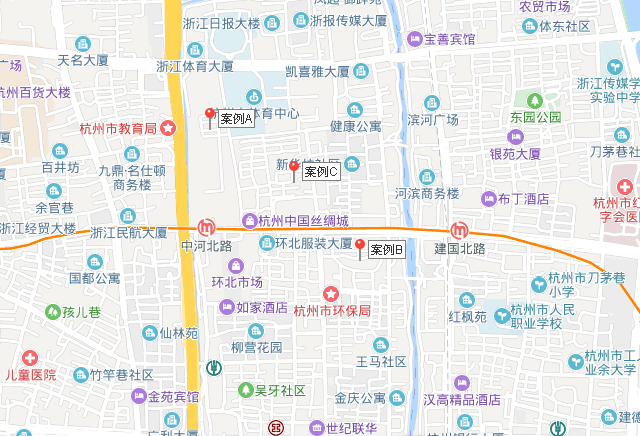 农贸市场
浙江日报大楼
浙报传媒大厦
体东社区
宝善宾馆
天名大厦
浙江体育大厦
凯喜雅大厦
浙江传媒学
实验中学
广场
杭州百货大楼
体育中心
案例A
杭州市教育局
健康公寓
滨河广场
东园公园
刀茅巷社区
银苑大厦
百井坊
九鼎·名仕顿
商务楼
案例C
河滨商务楼
余官巷
布丁酒店
杭州市红
字会医
浙江经贸大楼
浙江民航大厦
杭州中国丝绸城
中河北路
环北服装大厦
案例B
建国北路
国都公寓
环北市场
杭州市刀茅巷
小学
孩儿巷
如家酒店
杭州市环保局
红枫苑
杭州市人民
职业学校
仙林苑
柳营花园
王马社区
儿童医院
竹竿巷社区
杭州市工人
业余大学
金苑宾馆
吴牙社区
金庆公寓
汉高精品酒店
世纪联华
建德